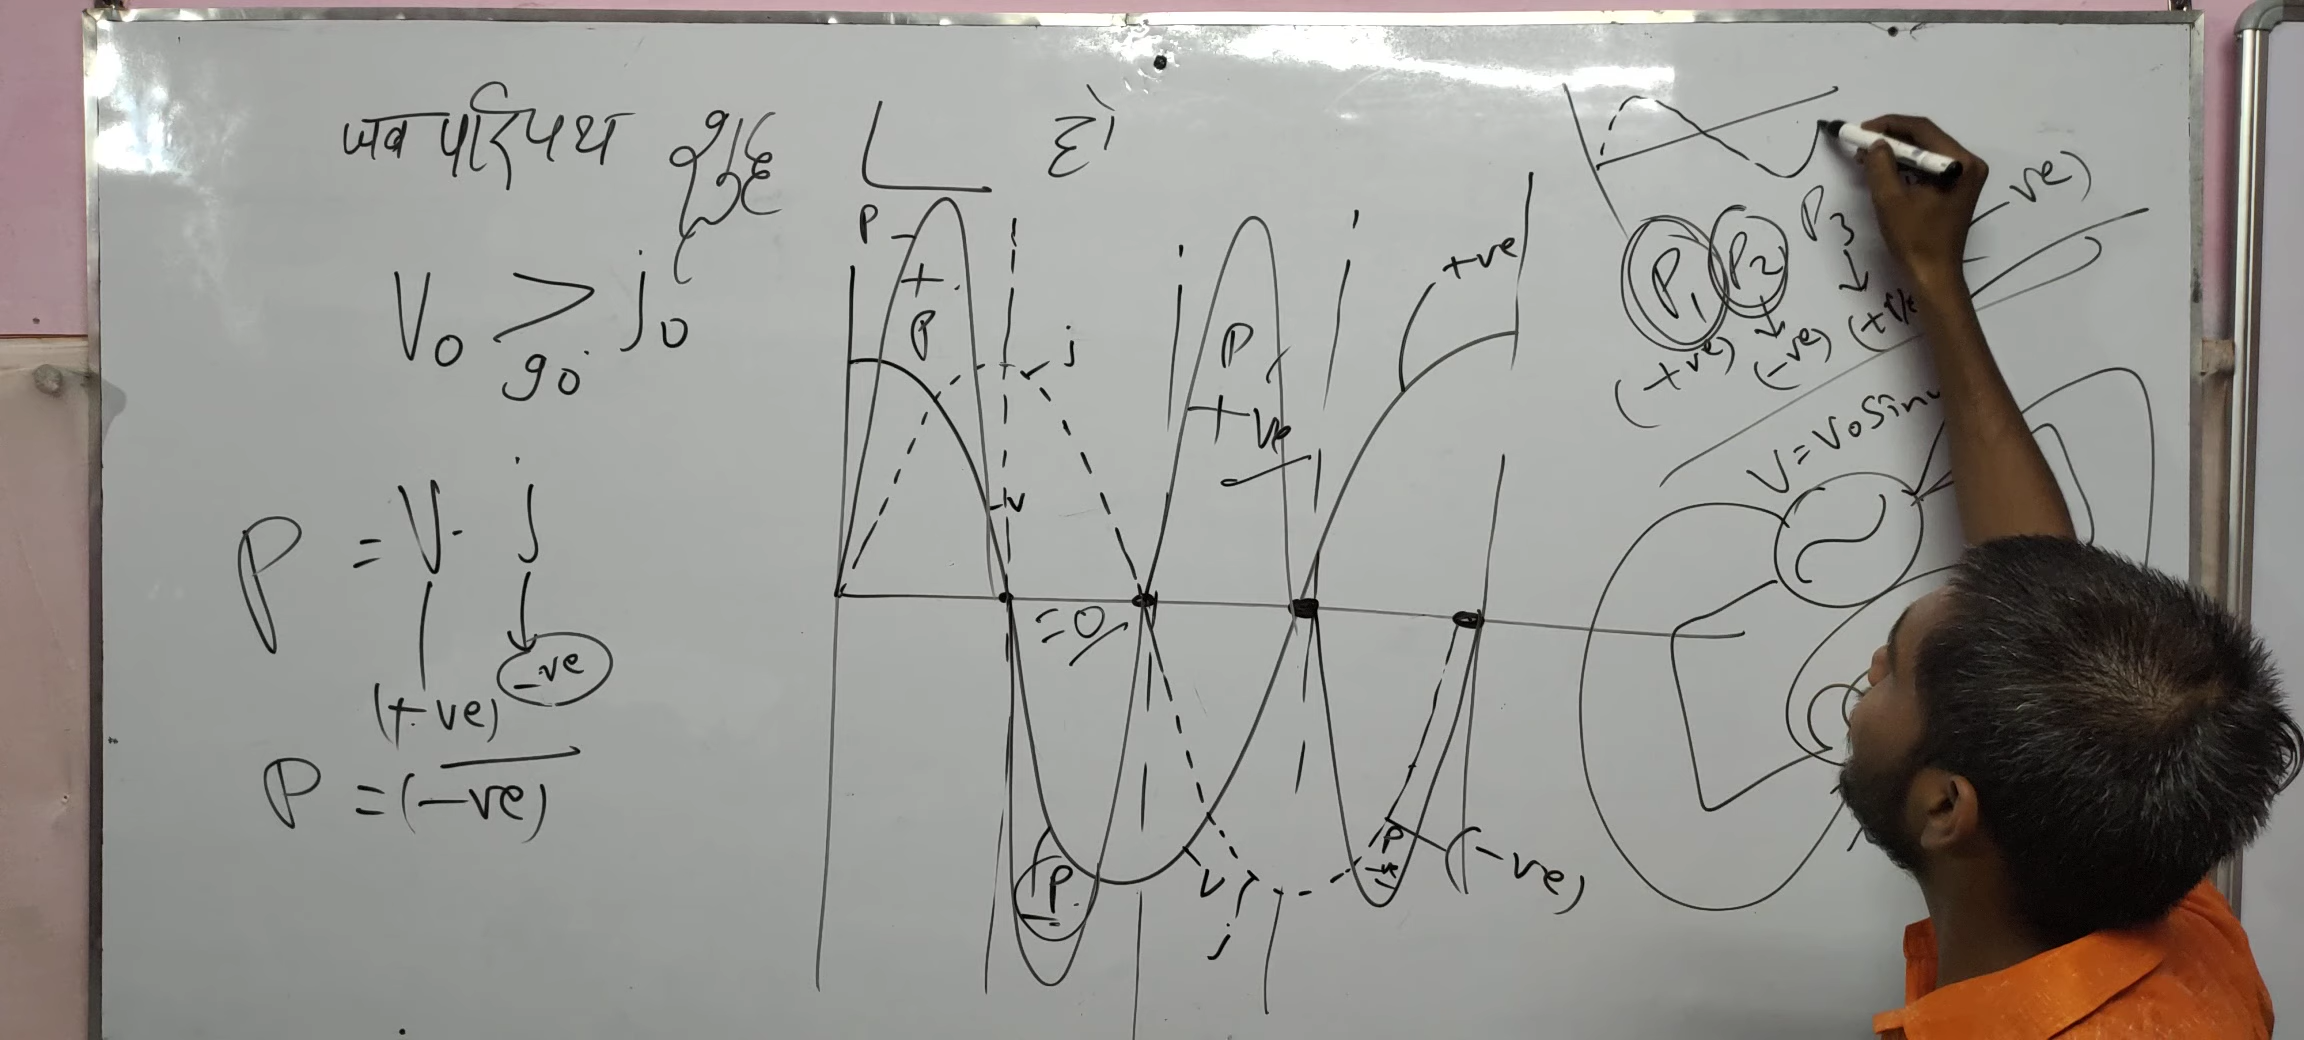 जब परिपथ शुद्ध L हो
V₀ > i₀
90°
P = V. i
(+ve) -ve
P = (-ve)
P
+
P
i
V
=0
P
-
P
+ve
+ve
V
i
P
-ve
(-ve)
P₁ P₂ P₃
-ve)
(+ve) (-ve)
V = V₀ Sin